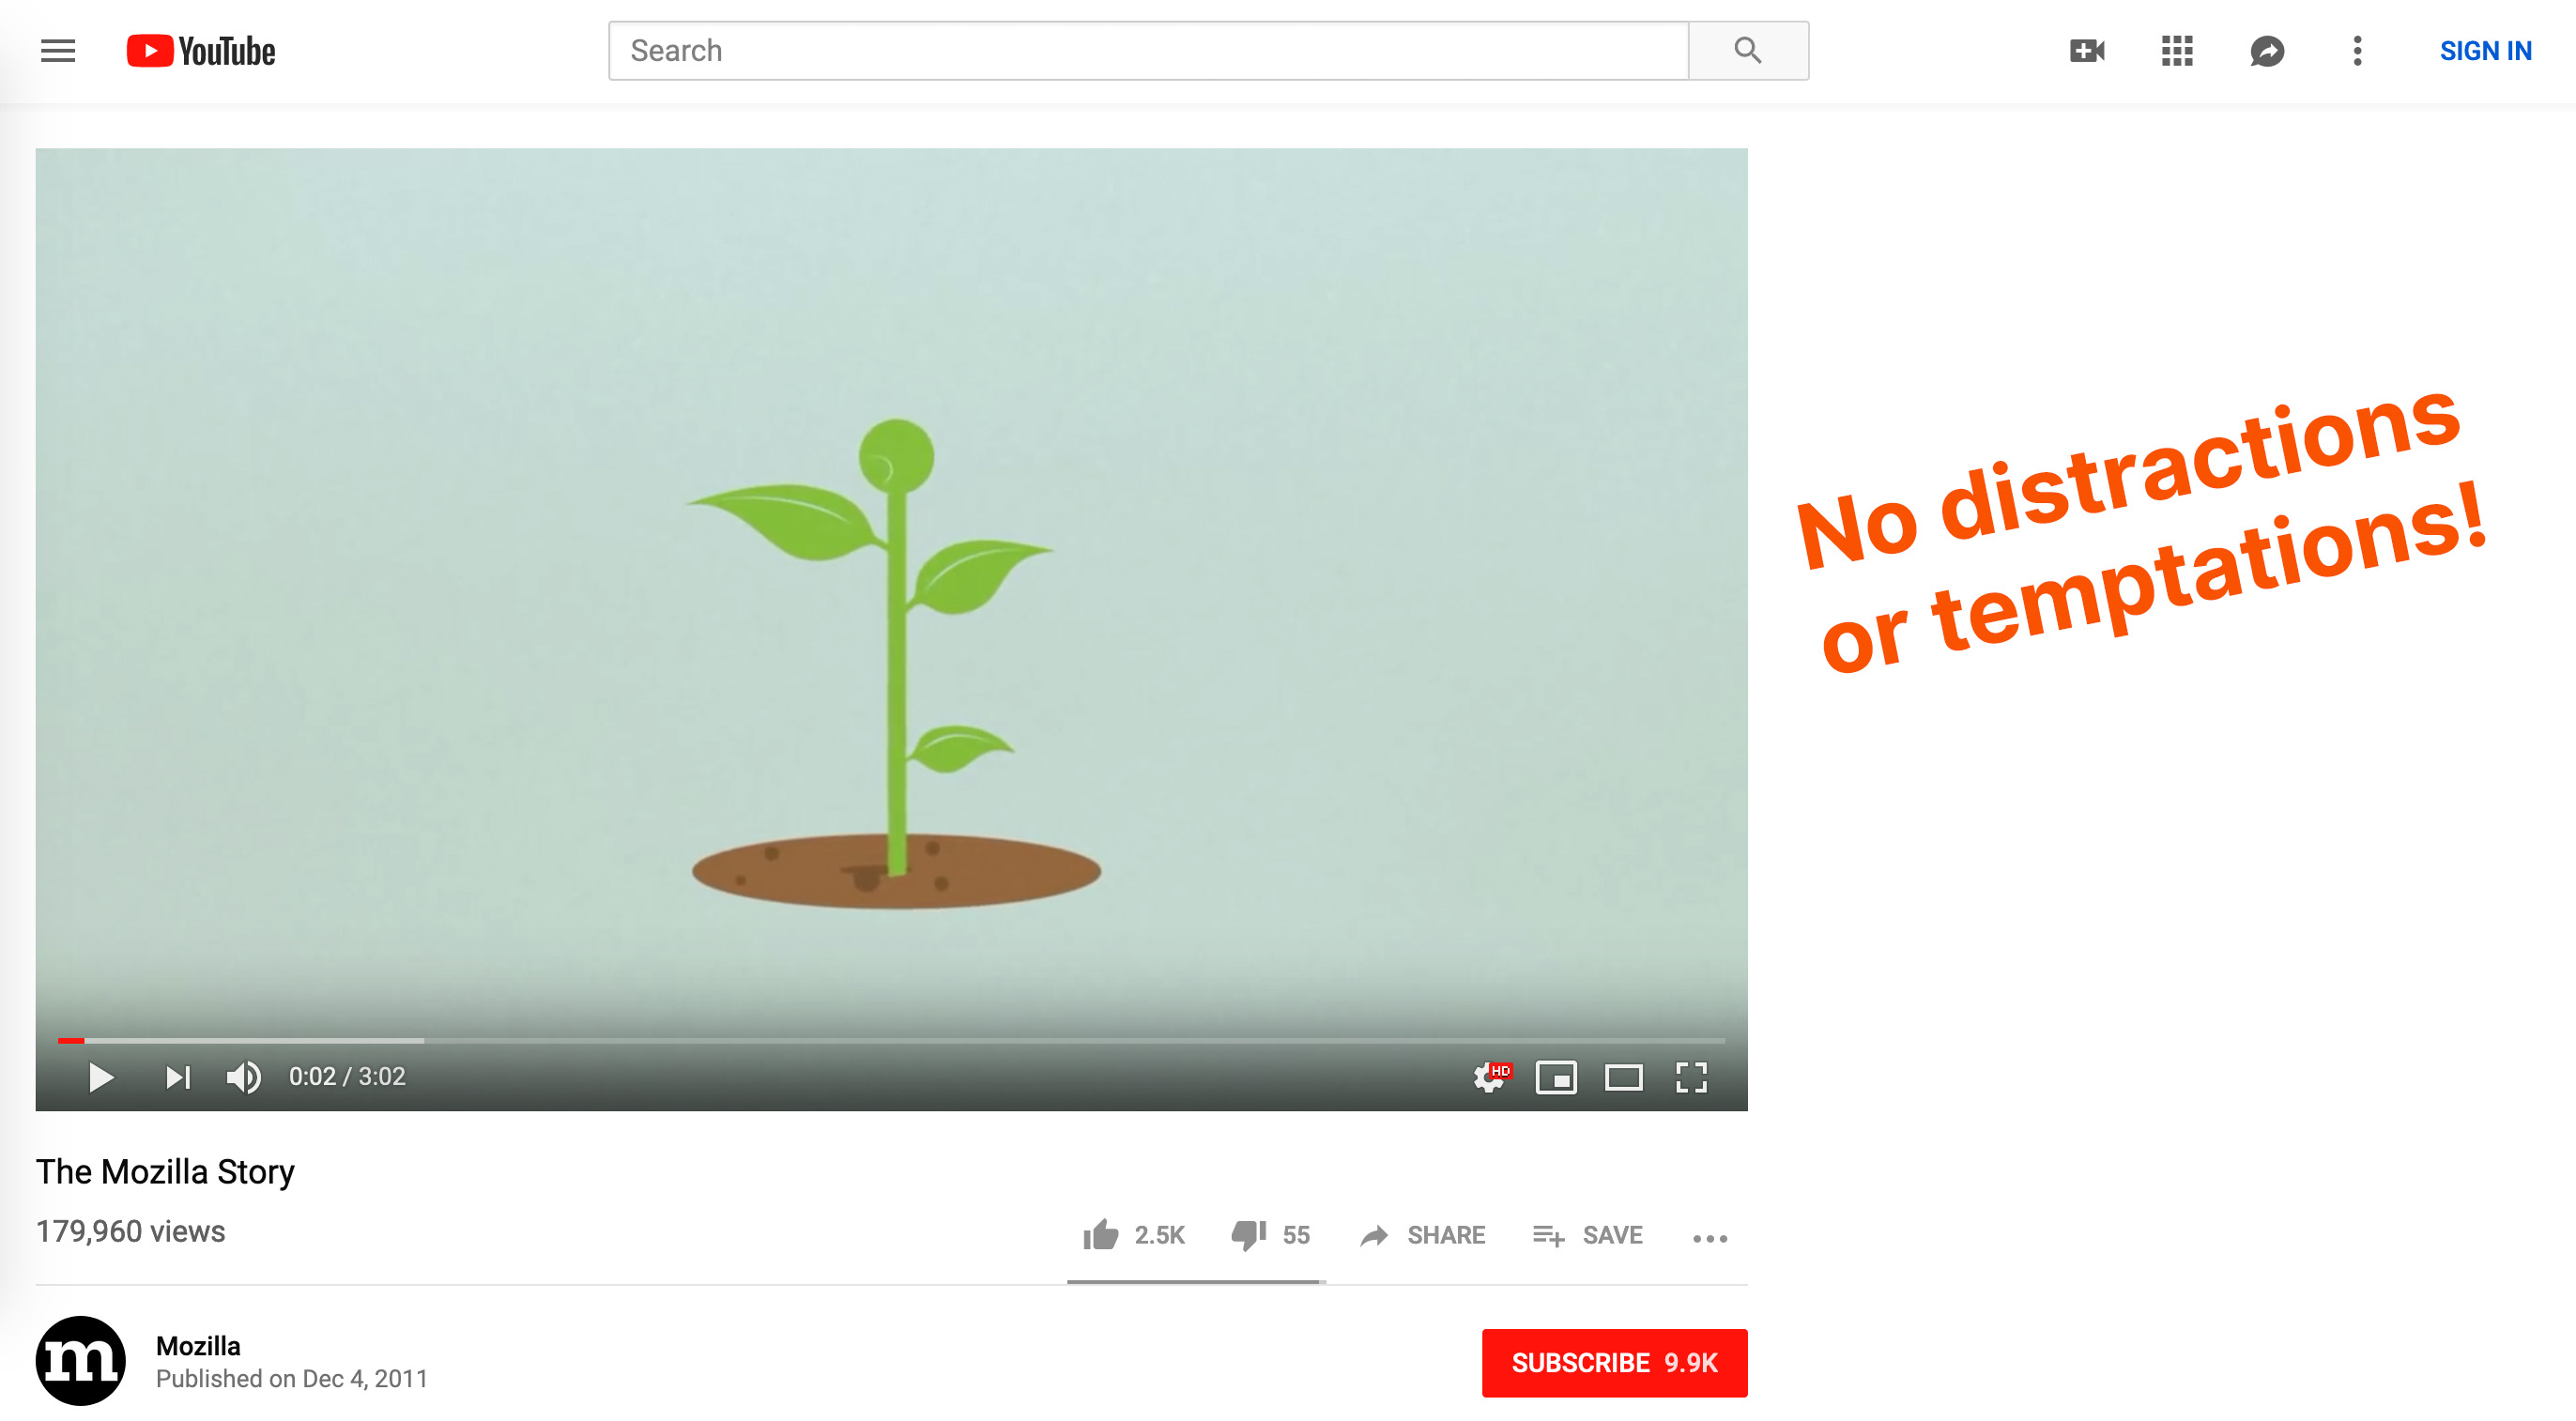 YouTube
Search
SIGN IN
No distractions
or temptations!
0:02 / 3:02
HD
The Mozilla Story
179,960 views
2.5K 55 SHARE SAVE
m
Mozilla
Published on Dec 4, 2011
SUBSCRIBE 9.9K